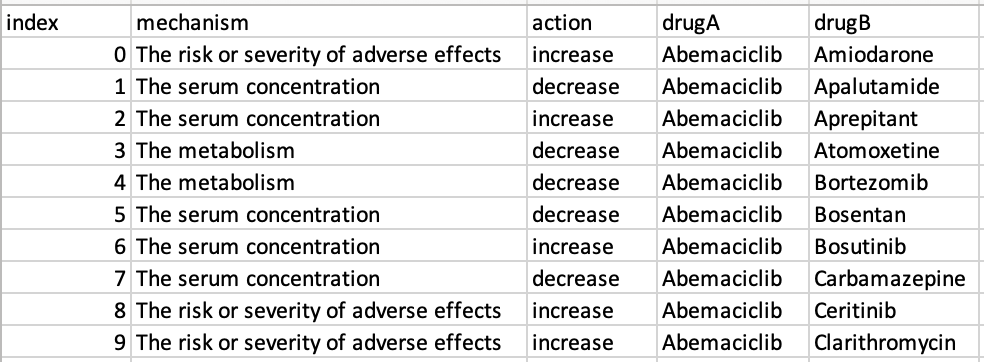 index mechanism action drugA drugB
0 The risk or severity of adverse effects increase Abemaciclib Amiodarone
1 The serum concentration decrease Abemaciclib Apalutamide
2 The serum concentration increase Abemaciclib Aprepitant
3 The metabolism decrease Abemaciclib Atomoxetine
4 The metabolism decrease Abemaciclib Bortezomib
5 The serum concentration decrease Abemaciclib Bosentan
6 The serum concentration increase Abemaciclib Bosutinib
7 The serum concentration decrease Abemaciclib Carbamazepine
8 The risk or severity of adverse effects increase Abemaciclib Ceritinib
9 The risk or severity of adverse effects increase Abemaciclib Clarithromycin